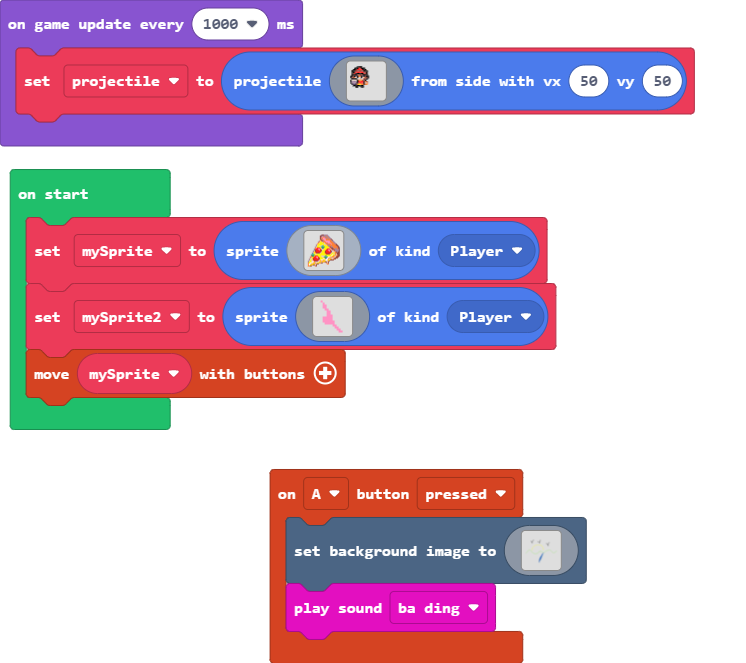 on game update every 1000 ms
set projectile to projectile from side with vx 50 vy 50
on start
set mySprite to sprite of kind Player
set mySprite2 to sprite of kind Player
move mySprite with buttons
on A button pressed
set background image to
play sound ba ding